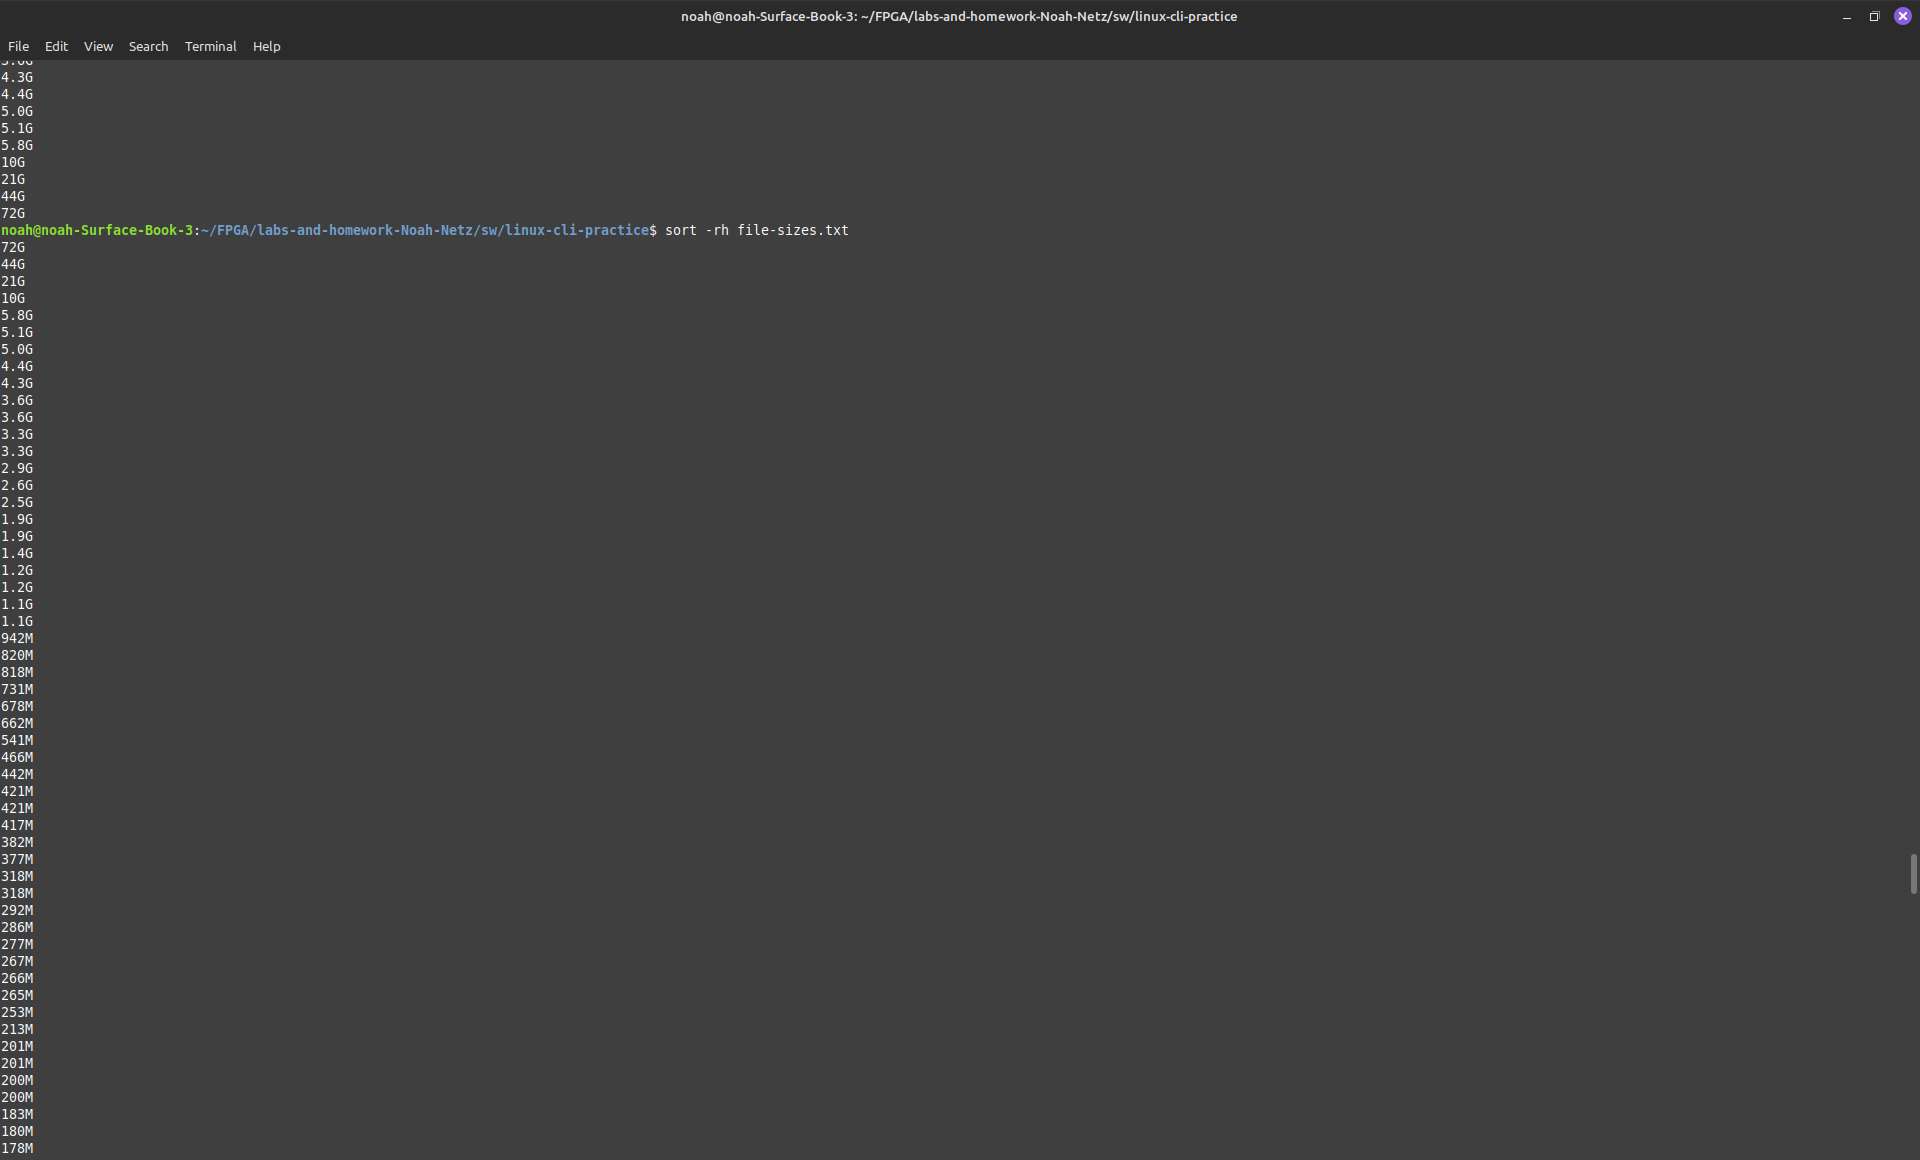 noah@noah-Surface-Book-3: ~/FPGA/labs-and-homework-Noah-Netz/sw/linux-cli-practice
File Edit View Search Terminal Help
4.3G
4.4G
5.0G
5.1G
5.8G
10G
21G
44G
72G
noah@noah-Surface-Book-3:~/FPGA/labs-and-homework-Noah-Netz/sw/linux-cli-practice$ sort -rh file-sizes.txt
72G
44G
21G
10G
5.8G
5.1G
5.0G
4.4G
4.3G
3.6G
3.6G
3.3G
3.3G
2.9G
2.6G
2.5G
1.9G
1.9G
1.4G
1.2G
1.2G
1.1G
1.1G
942M
820M
818M
731M
678M
662M
541M
466M
442M
421M
421M
417M
382M
377M
318M
318M
292M
286M
277M
267M
266M
265M
253M
213M
201M
201M
200M
200M
183M
180M
178M